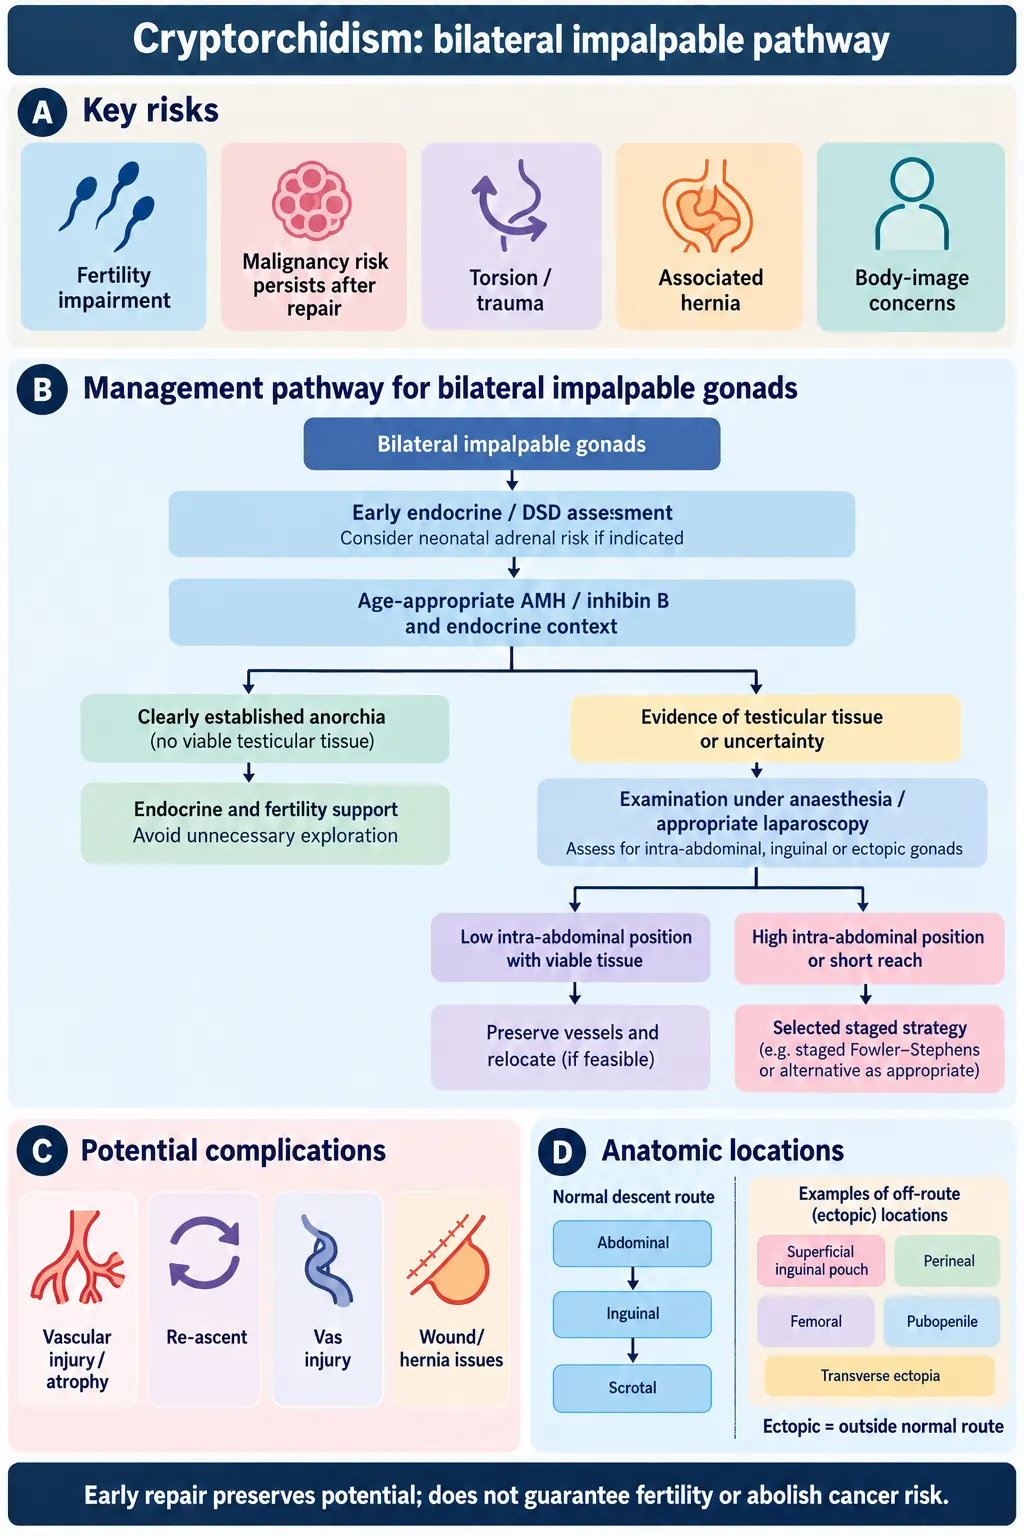 Cryptorchidism: bilateral impalpable pathway
A Key risks
Fertility
impairment
Malignancy risk
persists after
repair
Torsion /
trauma
Associated
hernia
Body-image
concerns
B Management pathway for bilateral impalpable gonads
Bilateral impalpable gonads
Early endocrine / DSD assessment
Consider neonatal adrenal risk if indicated
Age-appropriate AMH / inhibin B
and endocrine context
Clearly established anorchia
(no viable testicular tissue)
Endocrine and fertility support
Avoid unnecessary exploration
Evidence of testicular tissue
or uncertainty
Examination under anaesthesia /
appropriate laparoscopy
Assess for intra-abdominal, inguinal or ectopic gonads
Low intra-abdominal position
with viable tissue
Preserve vessels and
relocate (if feasible)
High intra-abdominal position
or short reach
Selected staged strategy
(e.g. staged Fowler–Stephens
or alternative as appropriate)
C Potential complications
Vascular
injury /
atrophy
Re-ascent
Vas
injury
Wound/
hernia issues
D Anatomic locations
Normal descent route
Abdominal
Inguinal
Scrotal
Examples of off-route
(ectopic) locations
Superficial
inguinal pouch
Perineal
Femoral
Pubopenile
Transverse ectopia
Ectopic = outside normal route
Early repair preserves potential; does not guarantee fertility or abolish cancer risk.